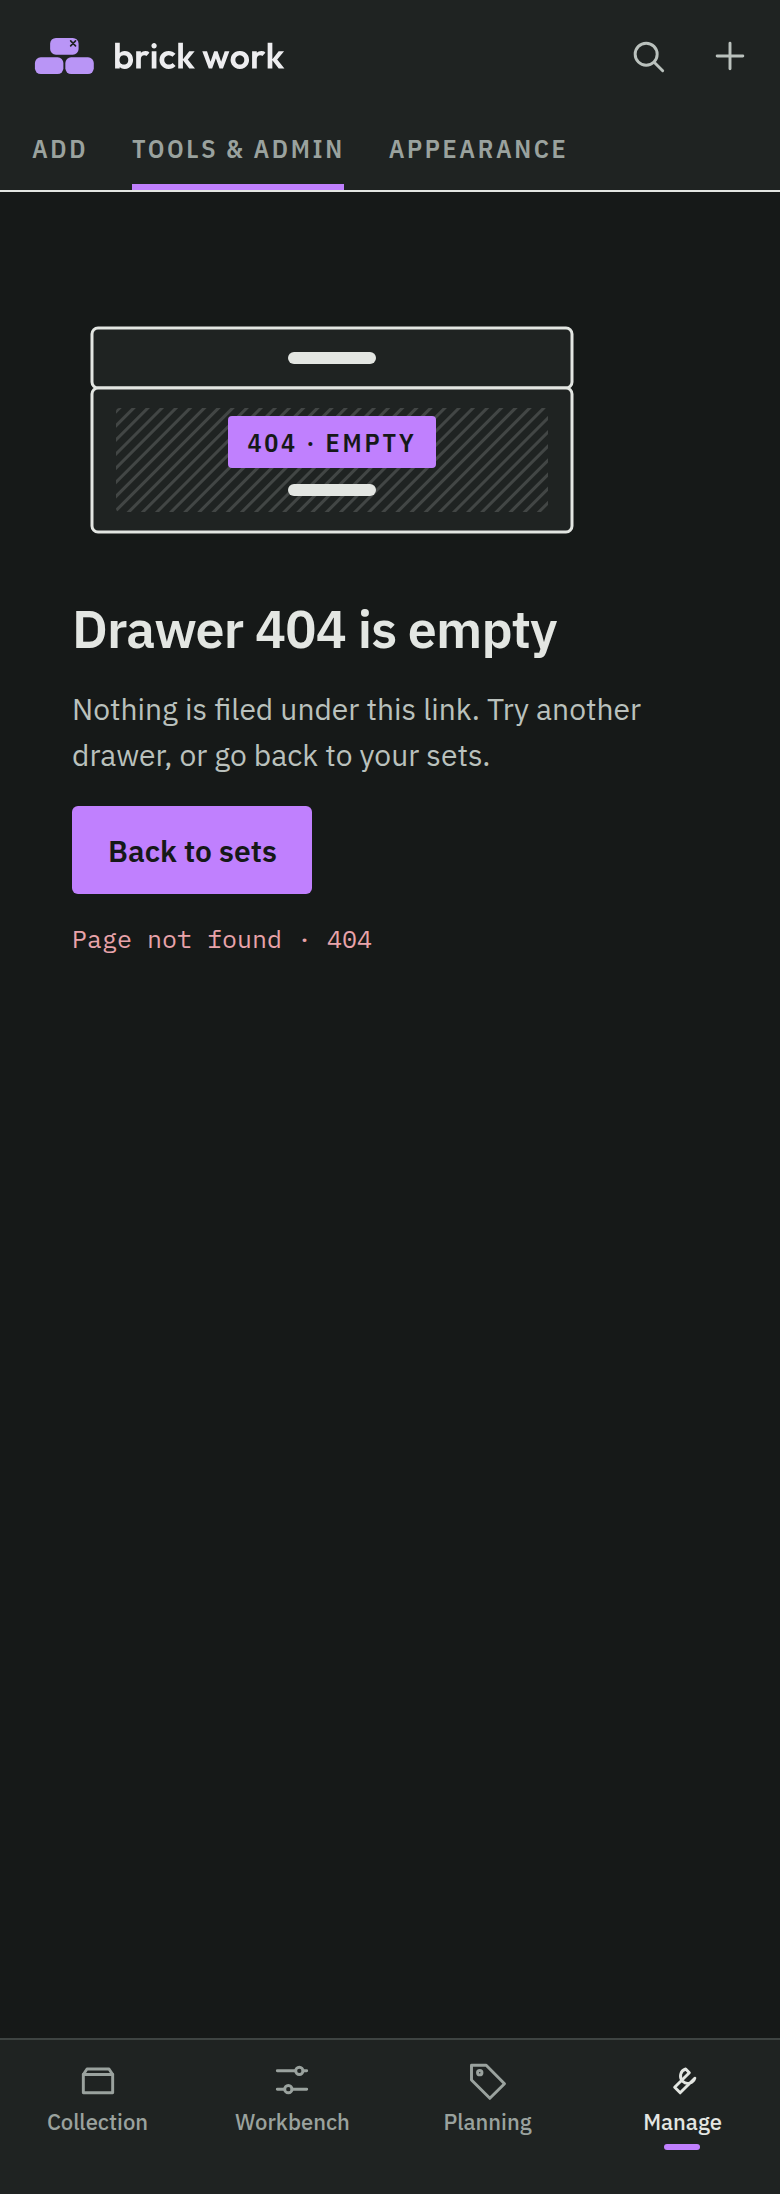 brick work
ADD TOOLS & ADMIN APPEARANCE
404 · EMPTY
Drawer 404 is empty
Nothing is filed under this link. Try another
drawer, or go back to your sets.
Back to sets
Page not found · 404
Collection Workbench Planning Manage